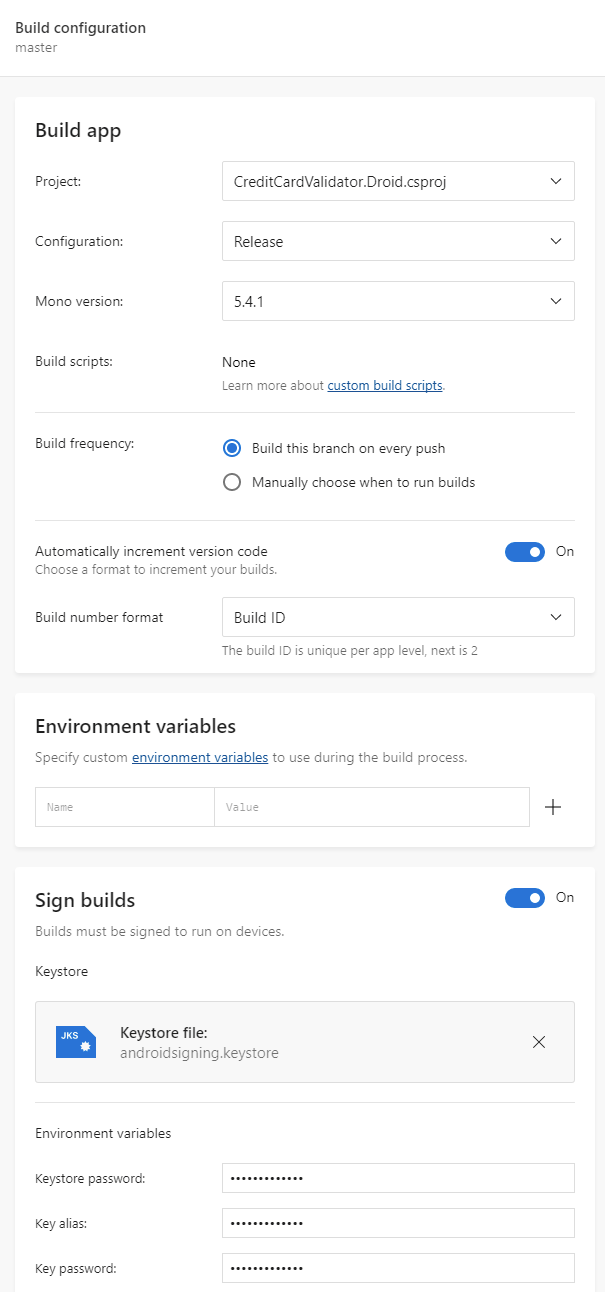 Build configuration
master
Build app
Project:
CreditCardValidator.Droid.csproj
Configuration:
Release
Mono version:
5.4.1
Build scripts:
None
Learn more about custom build scripts.
Build frequency:
Build this branch on every push
Manually choose when to run builds
Automatically increment version code
On
Choose a format to increment your builds.
Build number format
Build ID
The build ID is unique per app level, next is 2
Environment variables
Specify custom environment variables to use during the build process.
Name
Value
Sign builds
On
Builds must be signed to run on devices.
Keystore
JKS
Keystore file:
androidsigning.keystore
Environment variables
Keystore password:
•••••••••••••
Key alias:
•••••••••••••
Key password:
•••••••••••••